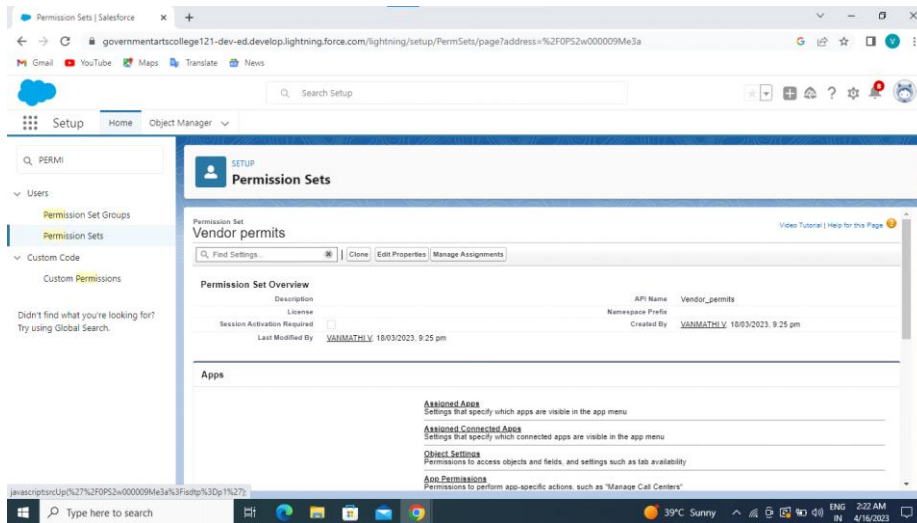 Permission Sets | Salesforce
governmentartscollege121-dev-ed.develop.lightning.force.com/lightning/setup/PermSets/page?address=%2F0PS2w000009Me3a
G
V
Gmail YouTube Maps Translate News
Search Setup
8
Setup Home Object Manager
PERMI
Users
Permission Set Groups
Permission Sets
Custom Code
Custom Permissions
Didn't find what you're looking for?
Try using Global Search.
SETUP
Permission Sets
Permission Set
Vendor permits
Video Tutorial | Help for this Page
Find Settings... | Clone Edit Properties Manage Assignments
Permission Set Overview
Description API Name Vendor_permits
License Namespace Prefix
Session Activation Required Created By VANMATHI V, 18/03/2023, 9:25 pm
Last Modified By VANMATHI V, 18/03/2023, 9:25 pm
Apps
Assigned Apps
Settings that specify which apps are visible in the app menu
Assigned Connected Apps
Settings that specify which connected apps are visible in the app menu
Object Settings
Permissions to access objects and fields, and settings such as tab availability
App Permissions
Permissions to perform app-specific actions, such as "Manage Call Centers"
javascript:srcUp(%27%2F0PS2w000009Me3a%3Fisdtp%3Dp1%27);
Type here to search
39°C Sunny
ENG
IN
2:22 AM
4/16/2023